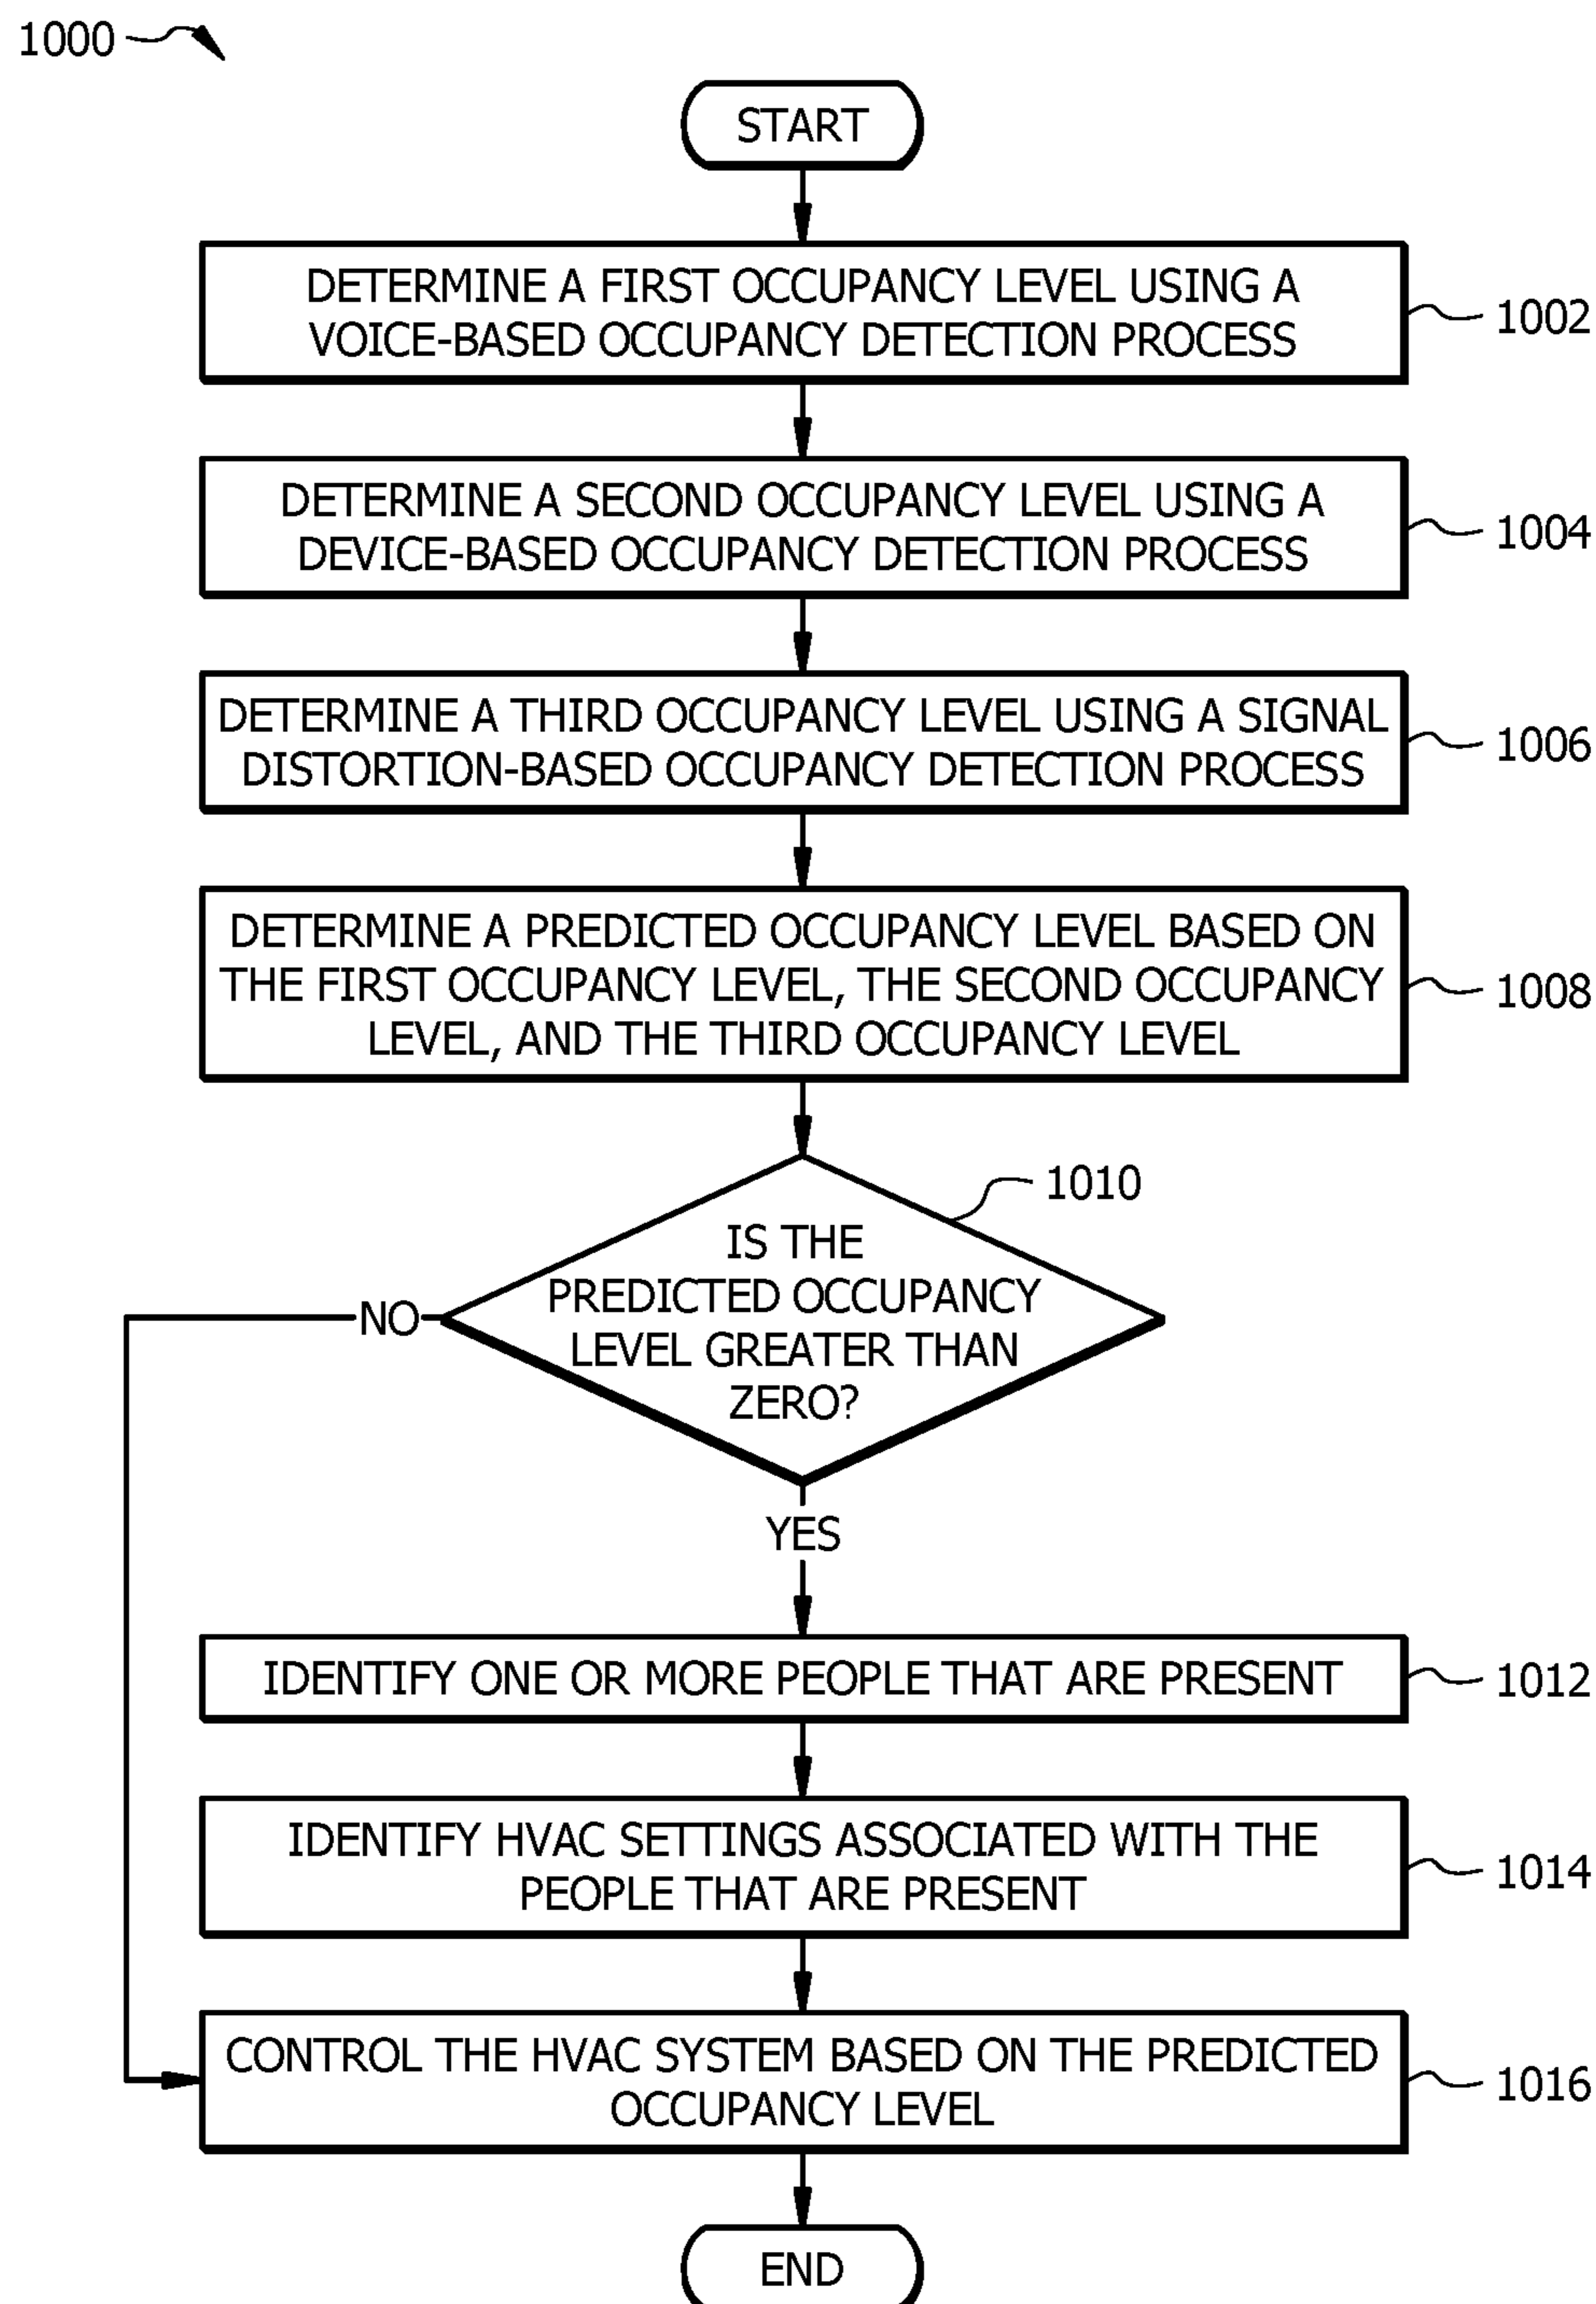 1000
START
DETERMINE A FIRST OCCUPANCY LEVEL USING A
VOICE-BASED OCCUPANCY DETECTION PROCESS
1002
DETERMINE A SECOND OCCUPANCY LEVEL USING A
DEVICE-BASED OCCUPANCY DETECTION PROCESS
1004
DETERMINE A THIRD OCCUPANCY LEVEL USING A SIGNAL
DISTORTION-BASED OCCUPANCY DETECTION PROCESS
1006
DETERMINE A PREDICTED OCCUPANCY LEVEL BASED ON
THE FIRST OCCUPANCY LEVEL, THE SECOND OCCUPANCY
LEVEL, AND THE THIRD OCCUPANCY LEVEL
1008
1010
IS THE
PREDICTED OCCUPANCY
LEVEL GREATER THAN
ZERO?
NO
YES
IDENTIFY ONE OR MORE PEOPLE THAT ARE PRESENT
1012
IDENTIFY HVAC SETTINGS ASSOCIATED WITH THE
PEOPLE THAT ARE PRESENT
1014
CONTROL THE HVAC SYSTEM BASED ON THE PREDICTED
OCCUPANCY LEVEL
1016
END